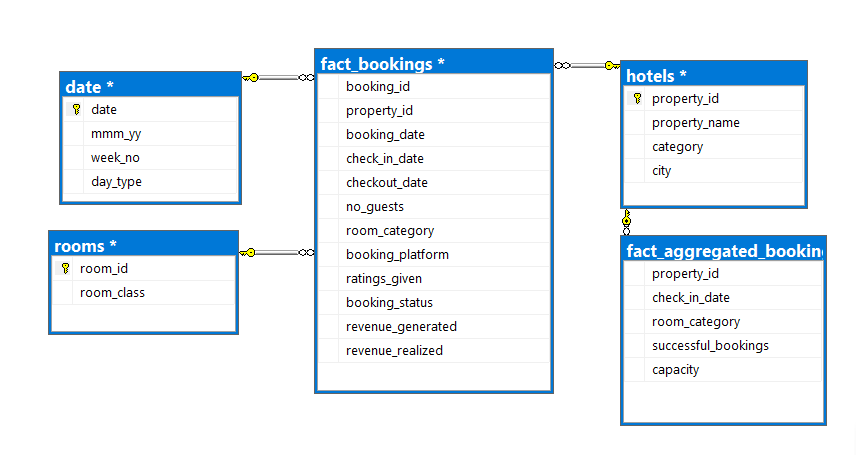 date *
date
mmm_yy
week_no
day_type
rooms *
room_id
room_class
fact_bookings *
booking_id
property_id
booking_date
check_in_date
checkout_date
no_guests
room_category
booking_platform
ratings_given
booking_status
revenue_generated
revenue_realized
hotels *
property_id
property_name
category
city
fact_aggregated_bookin
property_id
check_in_date
room_category
successful_bookings
capacity